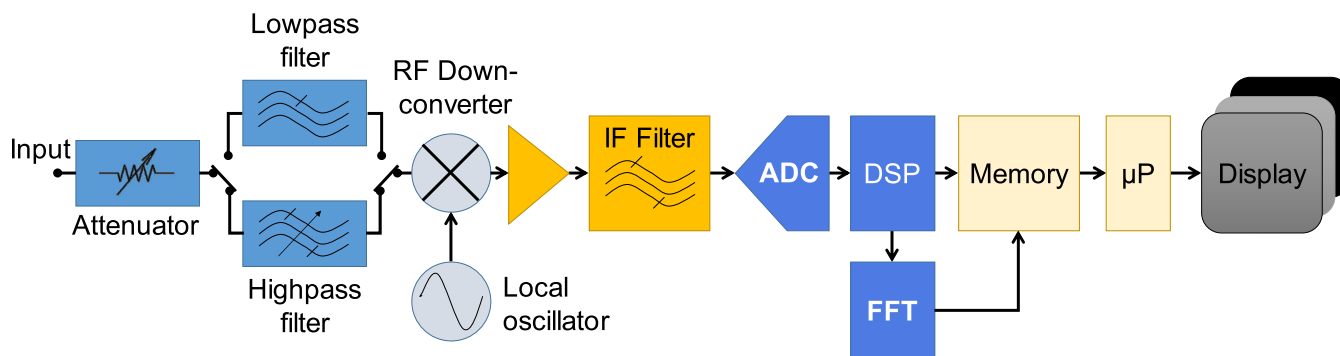 Lowpass
filter
RF Down-
converter
Input
Attenuator
Highpass
filter
Local
oscillator
IF Filter
ADC
DSP
FFT
Memory
µP
Display